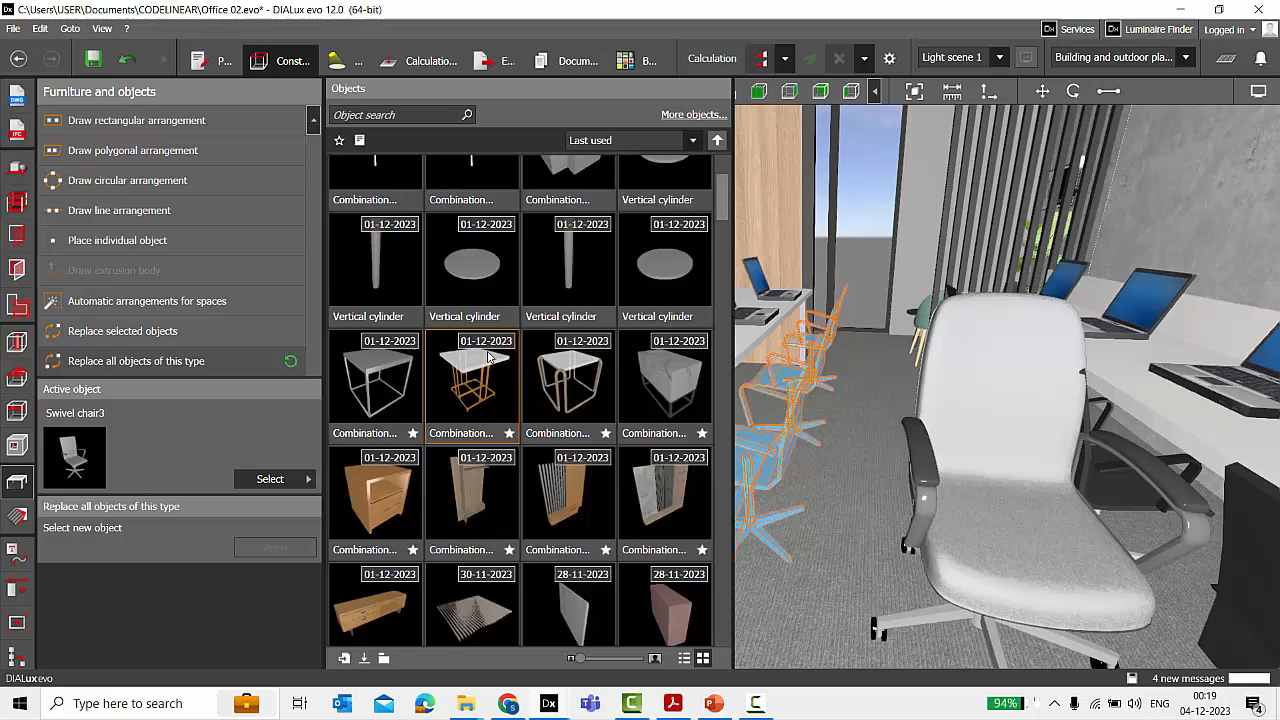 C:\Users\USER\Documents\CODELINEAR\Office 02.evo* - DIALux evo 12.0 (64-bit)
File Edit Goto View ?
Services Luminaire Finder Logged in
P... Const... ... Calculatio... E... Docum... B... Calculation Light scene 1 Building and outdoor pla...
Furniture and objects
Draw rectangular arrangement
Draw polygonal arrangement
Draw circular arrangement
Draw line arrangement
Place individual object
Draw extrusion body
Automatic arrangements for spaces
Replace selected objects
Replace all objects of this type
Active object
Swivel chair3
Select
Replace all objects of this type
Select new object
Objects
Object search More objects...
Last used
Combination... Combination... Combination... Vertical cylinder
01-12-2023 01-12-2023 01-12-2023 01-12-2023
Vertical cylinder Vertical cylinder Vertical cylinder Vertical cylinder
01-12-2023 01-12-2023 01-12-2023 01-12-2023
Combination... Combination... Combination... Combination...
01-12-2023 01-12-2023 01-12-2023 01-12-2023
Combination... Combination... Combination... Combination...
01-12-2023 30-11-2023 28-11-2023 28-11-2023
DIALux evo 4 new messages
Type here to search 94% ENG 00:19
04-12-2023 4